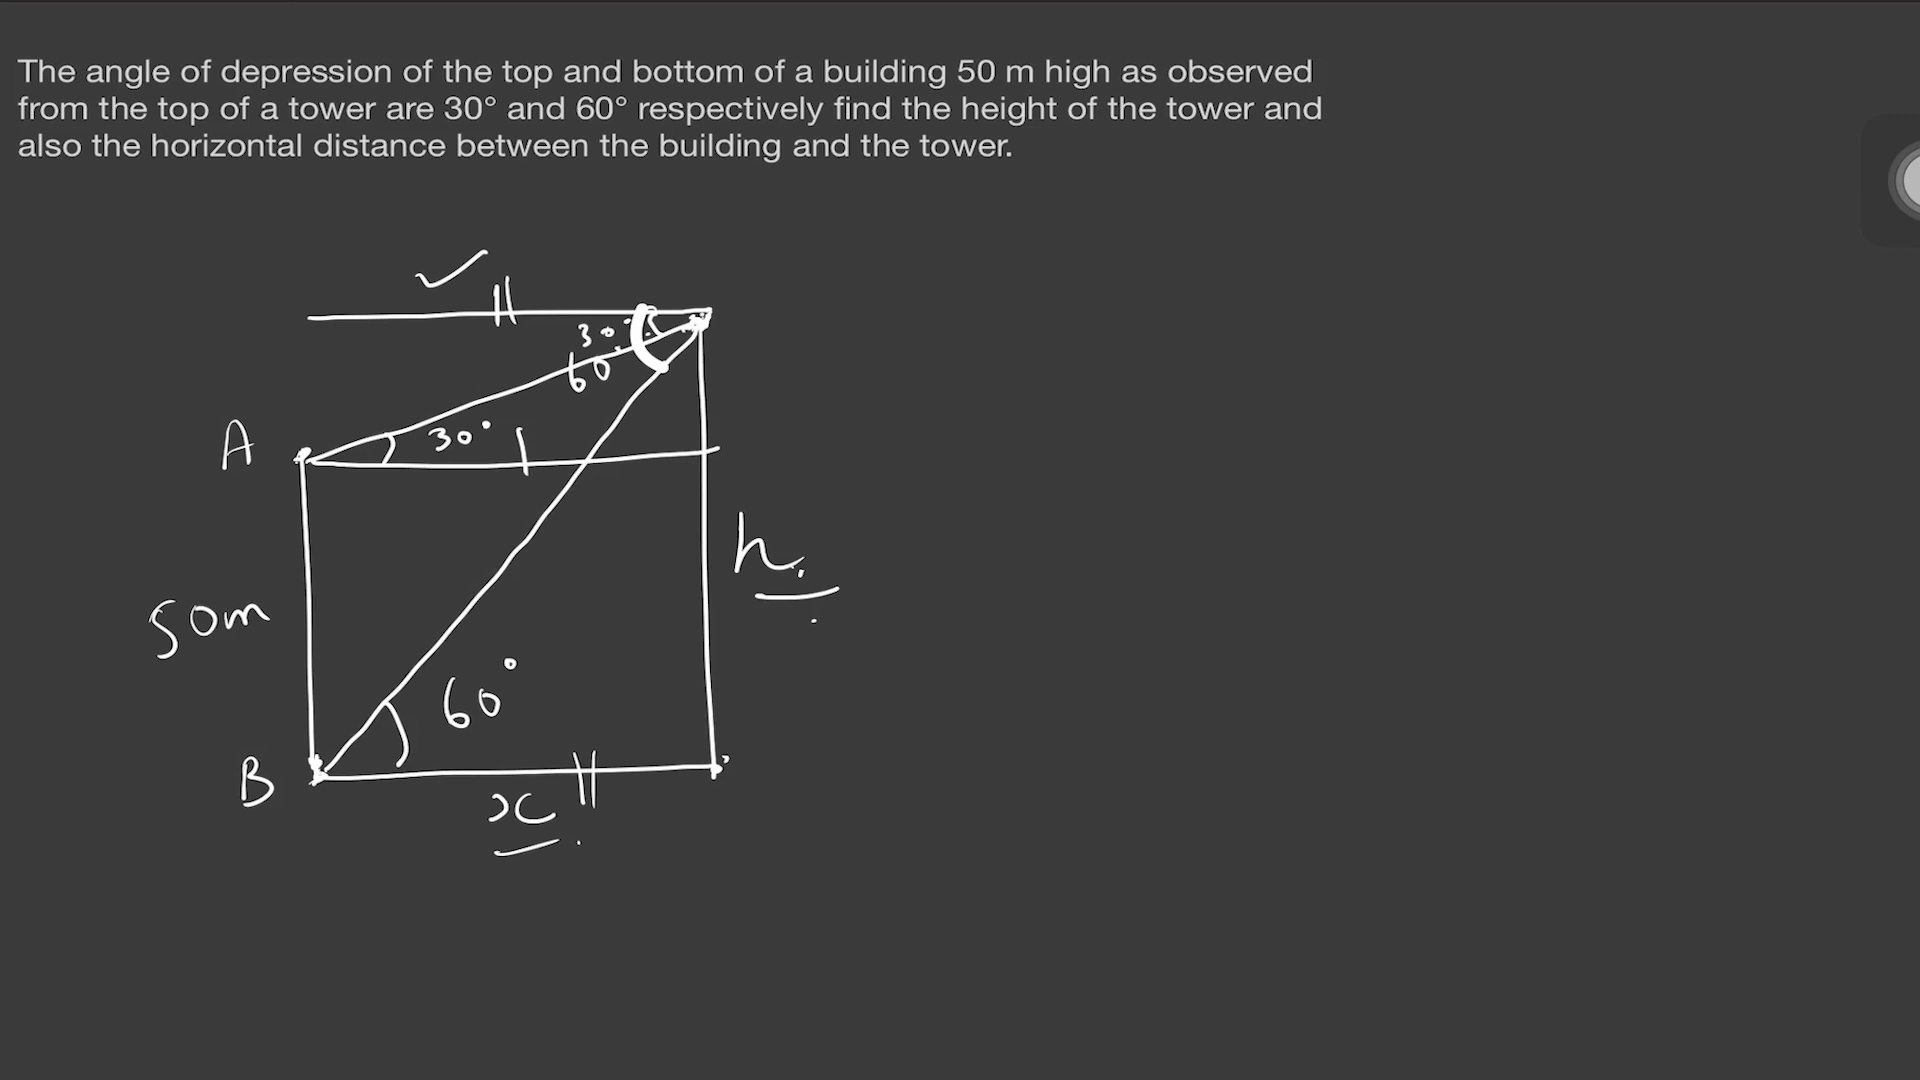 The angle of depression of the top and bottom of a building 50 m high as observed
from the top of a tower are 30° and 60° respectively find the height of the tower and
also the horizontal distance between the building and the tower.
30°
60
A
30°
h.
50m
60°
B
x